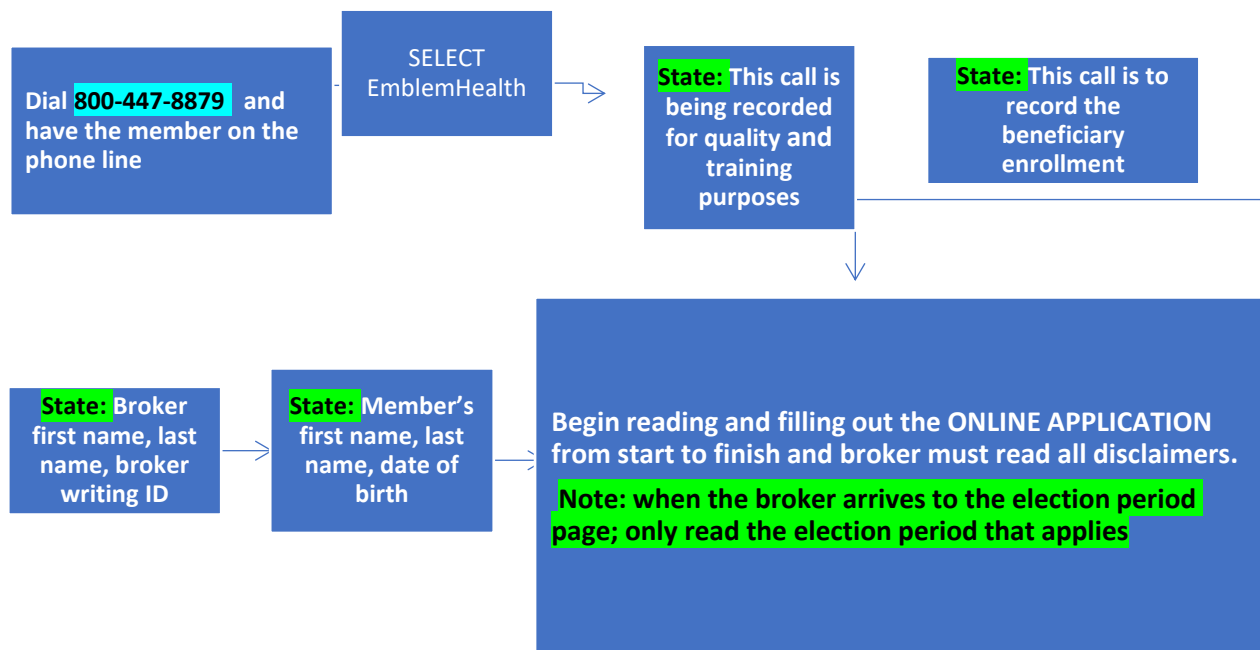 Dial 800-447-8879 and
have the member on the
phone line
SELECT
EmblemHealth
State: This call is
being recorded
for quality and
training
purposes
State: This call is to
record the
beneficiary
enrollment
State: Broker
first name, last
name, broker
writing ID
State: Member’s
first name, last
name, date of
birth
Begin reading and filling out the ONLINE APPLICATION
from start to finish and broker must read all disclaimers.
Note: when the broker arrives to the election period
page; only read the election period that applies